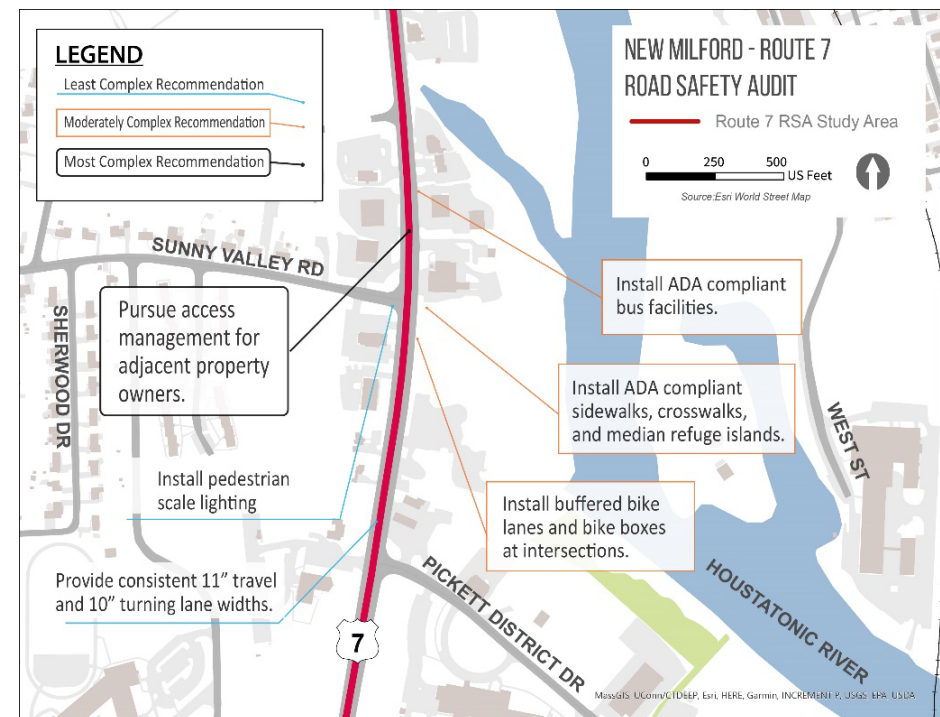 LEGEND
Least Complex Recommendation
Moderately Complex Recommendation
Most Complex Recommendation
NEW MILFORD - ROUTE 7
ROAD SAFETY AUDIT
Route 7 RSA Study Area
0 250 500
US Feet
Source:Esri World Street Map
SUNNY VALLEY RD
SHERWOOD DR
Pursue access
management for
adjacent property
owners.
Install ADA compliant
bus facilities.
Install ADA compliant
sidewalks, crosswalks,
and median refuge islands.
WEST ST
Install pedestrian
scale lighting
Install buffered bike
lanes and bike boxes
at intersections.
Provide consistent 11” travel
and 10” turning lane widths.
PICKETT DISTRICT DR
HOUSTATONIC RIVER
7
MassGIS, UConn/CTDEEP, Esri, HERE, Garmin, INCREMENT P, USGS, EPA, USDA